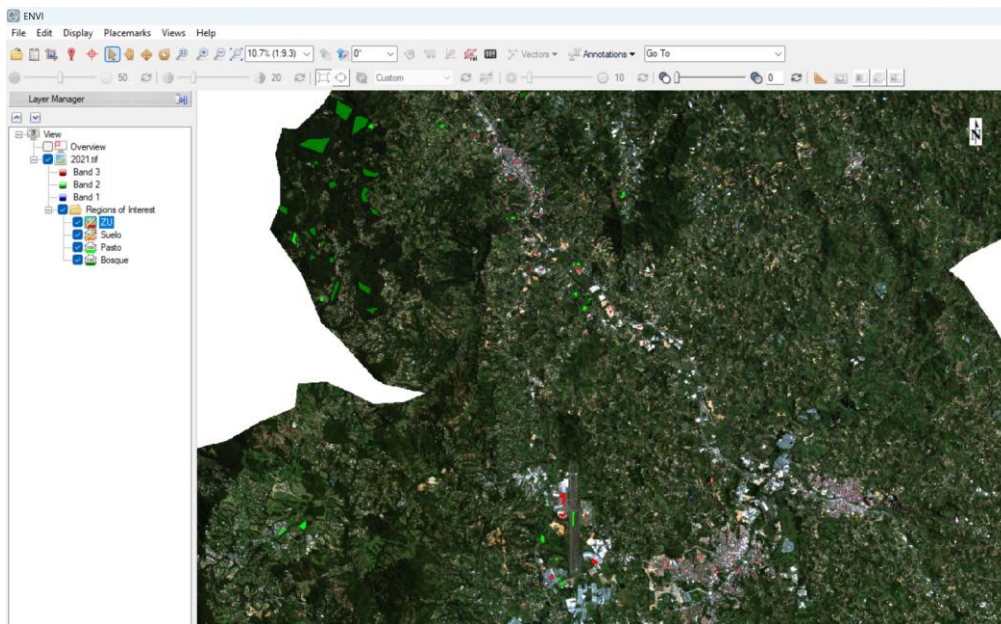 ENVI
File Edit Display Placemarks Views Help
10.7% (1:9.3) 0° Vectors Annotations Go To
50 20 Custom 10 0
Layer Manager
View
Overview
2021.tif
Band 3
Band 2
Band 1
Regions of Interest
ZU
Suelo
Pasto
Bosque
N